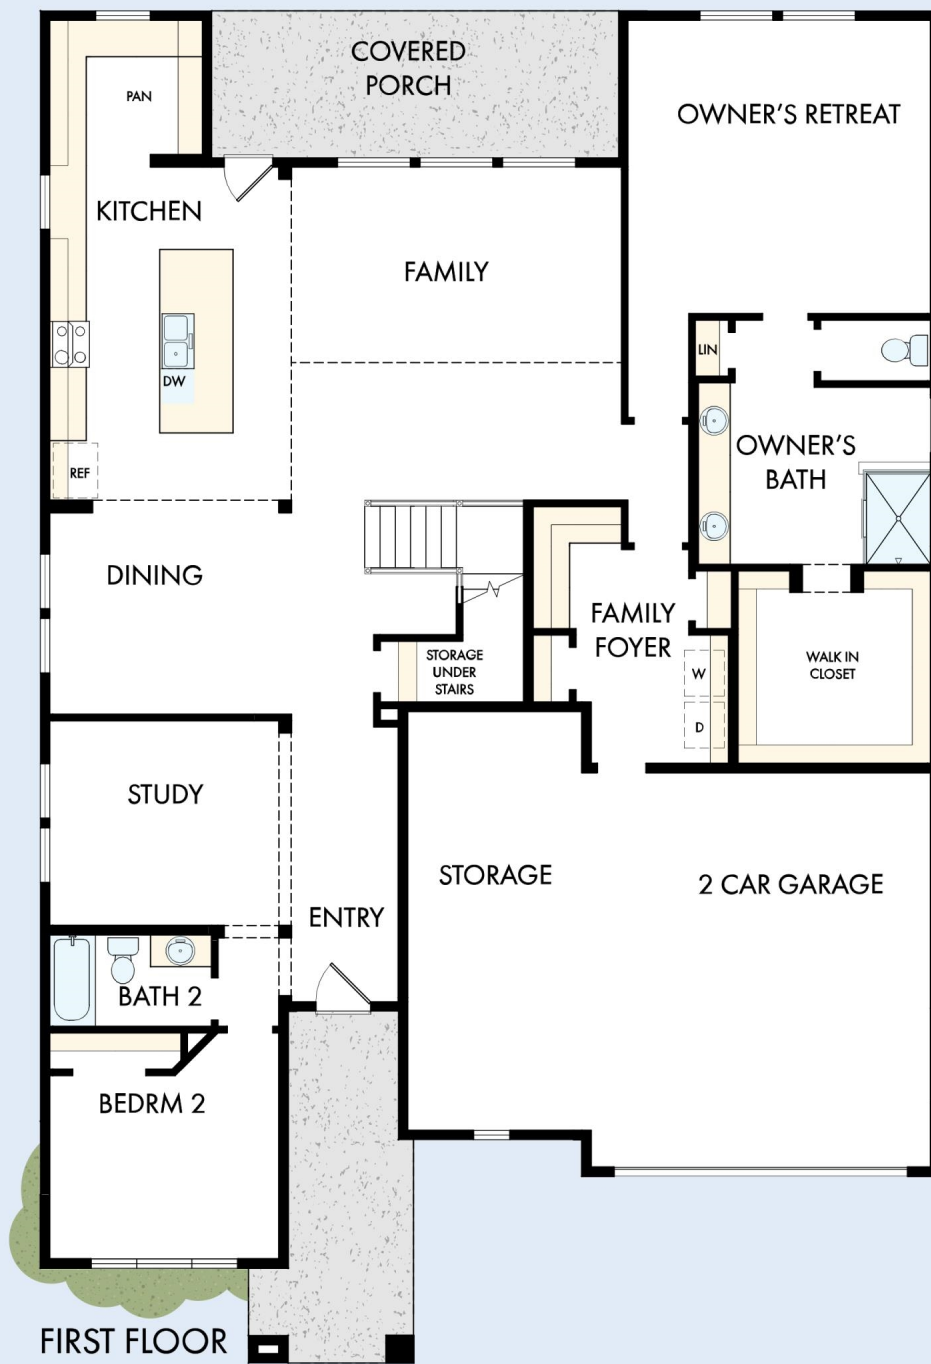 COVERED
PORCH
PAN
OWNER'S RETREAT
KITCHEN
FAMILY
LIN
DW
OWNER'S
BATH
REF
DINING
FAMILY
FOYER
STORAGE
UNDER
STAIRS
WALK IN
CLOSET
W
D
STUDY
STORAGE
2 CAR GARAGE
ENTRY
BATH 2
BEDRM 2
FIRST FLOOR